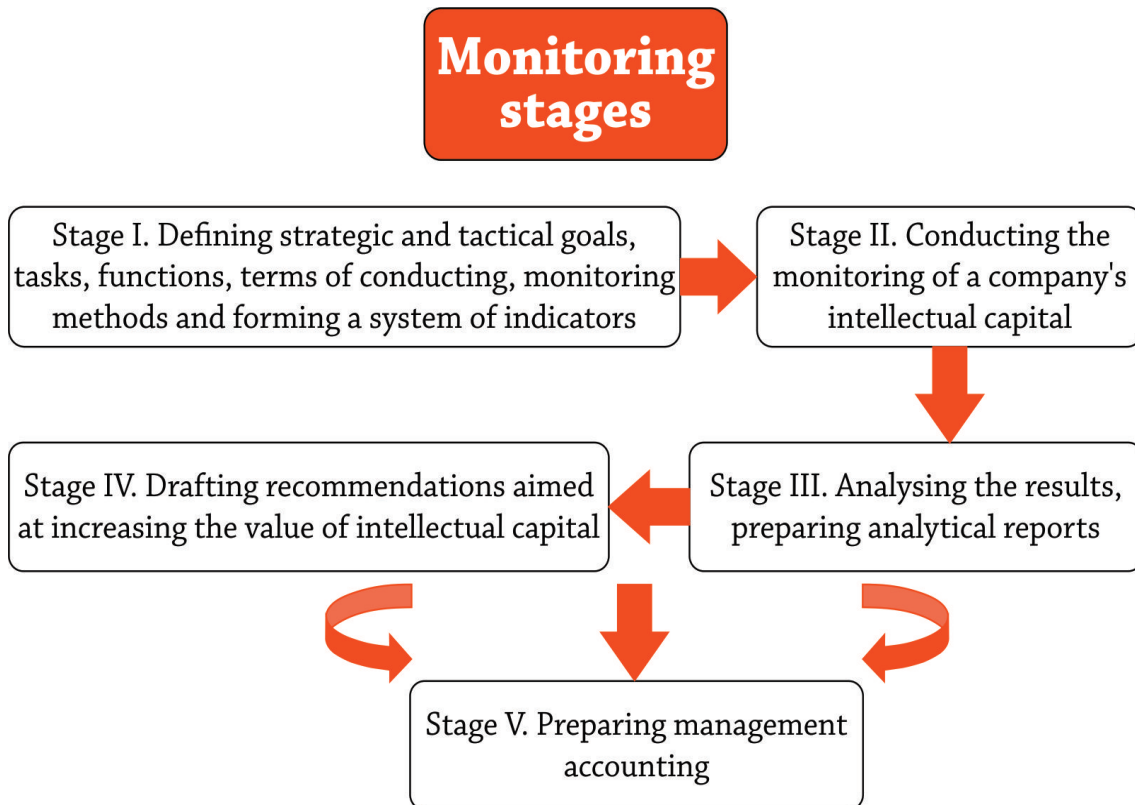 Monitoring
stages
Stage I. Defining strategic and tactical goals,
tasks, functions, terms of conducting, monitoring
methods and forming a system of indicators
Stage II. Conducting the
monitoring of a company's
intellectual capital
Stage III. Analysing the results,
preparing analytical reports
Stage IV. Drafting recommendations aimed
at increasing the value of intellectual capital
Stage V. Preparing management
accounting